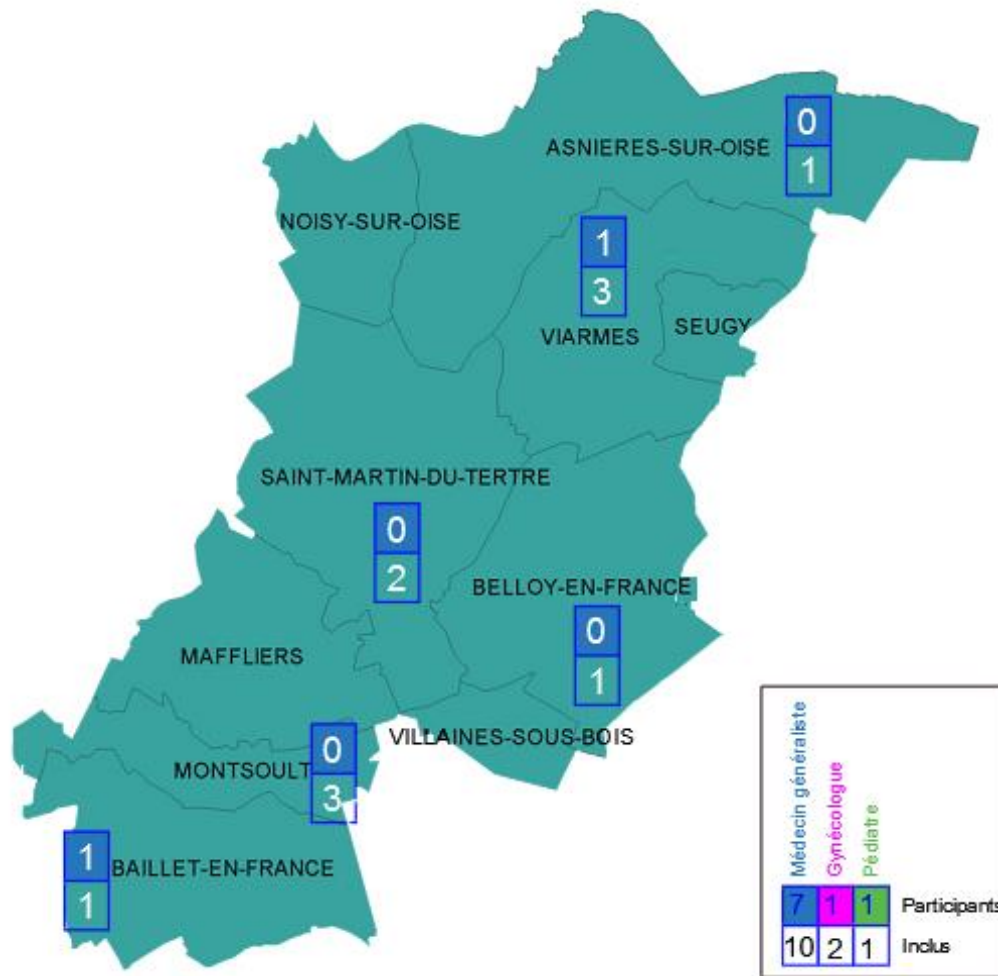 0
ASNIERES-SUR-OISE
1
NOISY-SUR-OISE
1
3
SEUGY
VIARMES
SAINT-MARTIN-DU-TERTRE
0
2
BELLOY-EN-FRANCE
0
MAFFLIERS
1
VILLAINES-SOUS-BOIS
0
MONTSOULT
3
1
BAILLET-EN-FRANCE
1
Médecin généraliste
Gynécologue
Pédiatre
7 1 1 Participants
10 2 1 Inclus